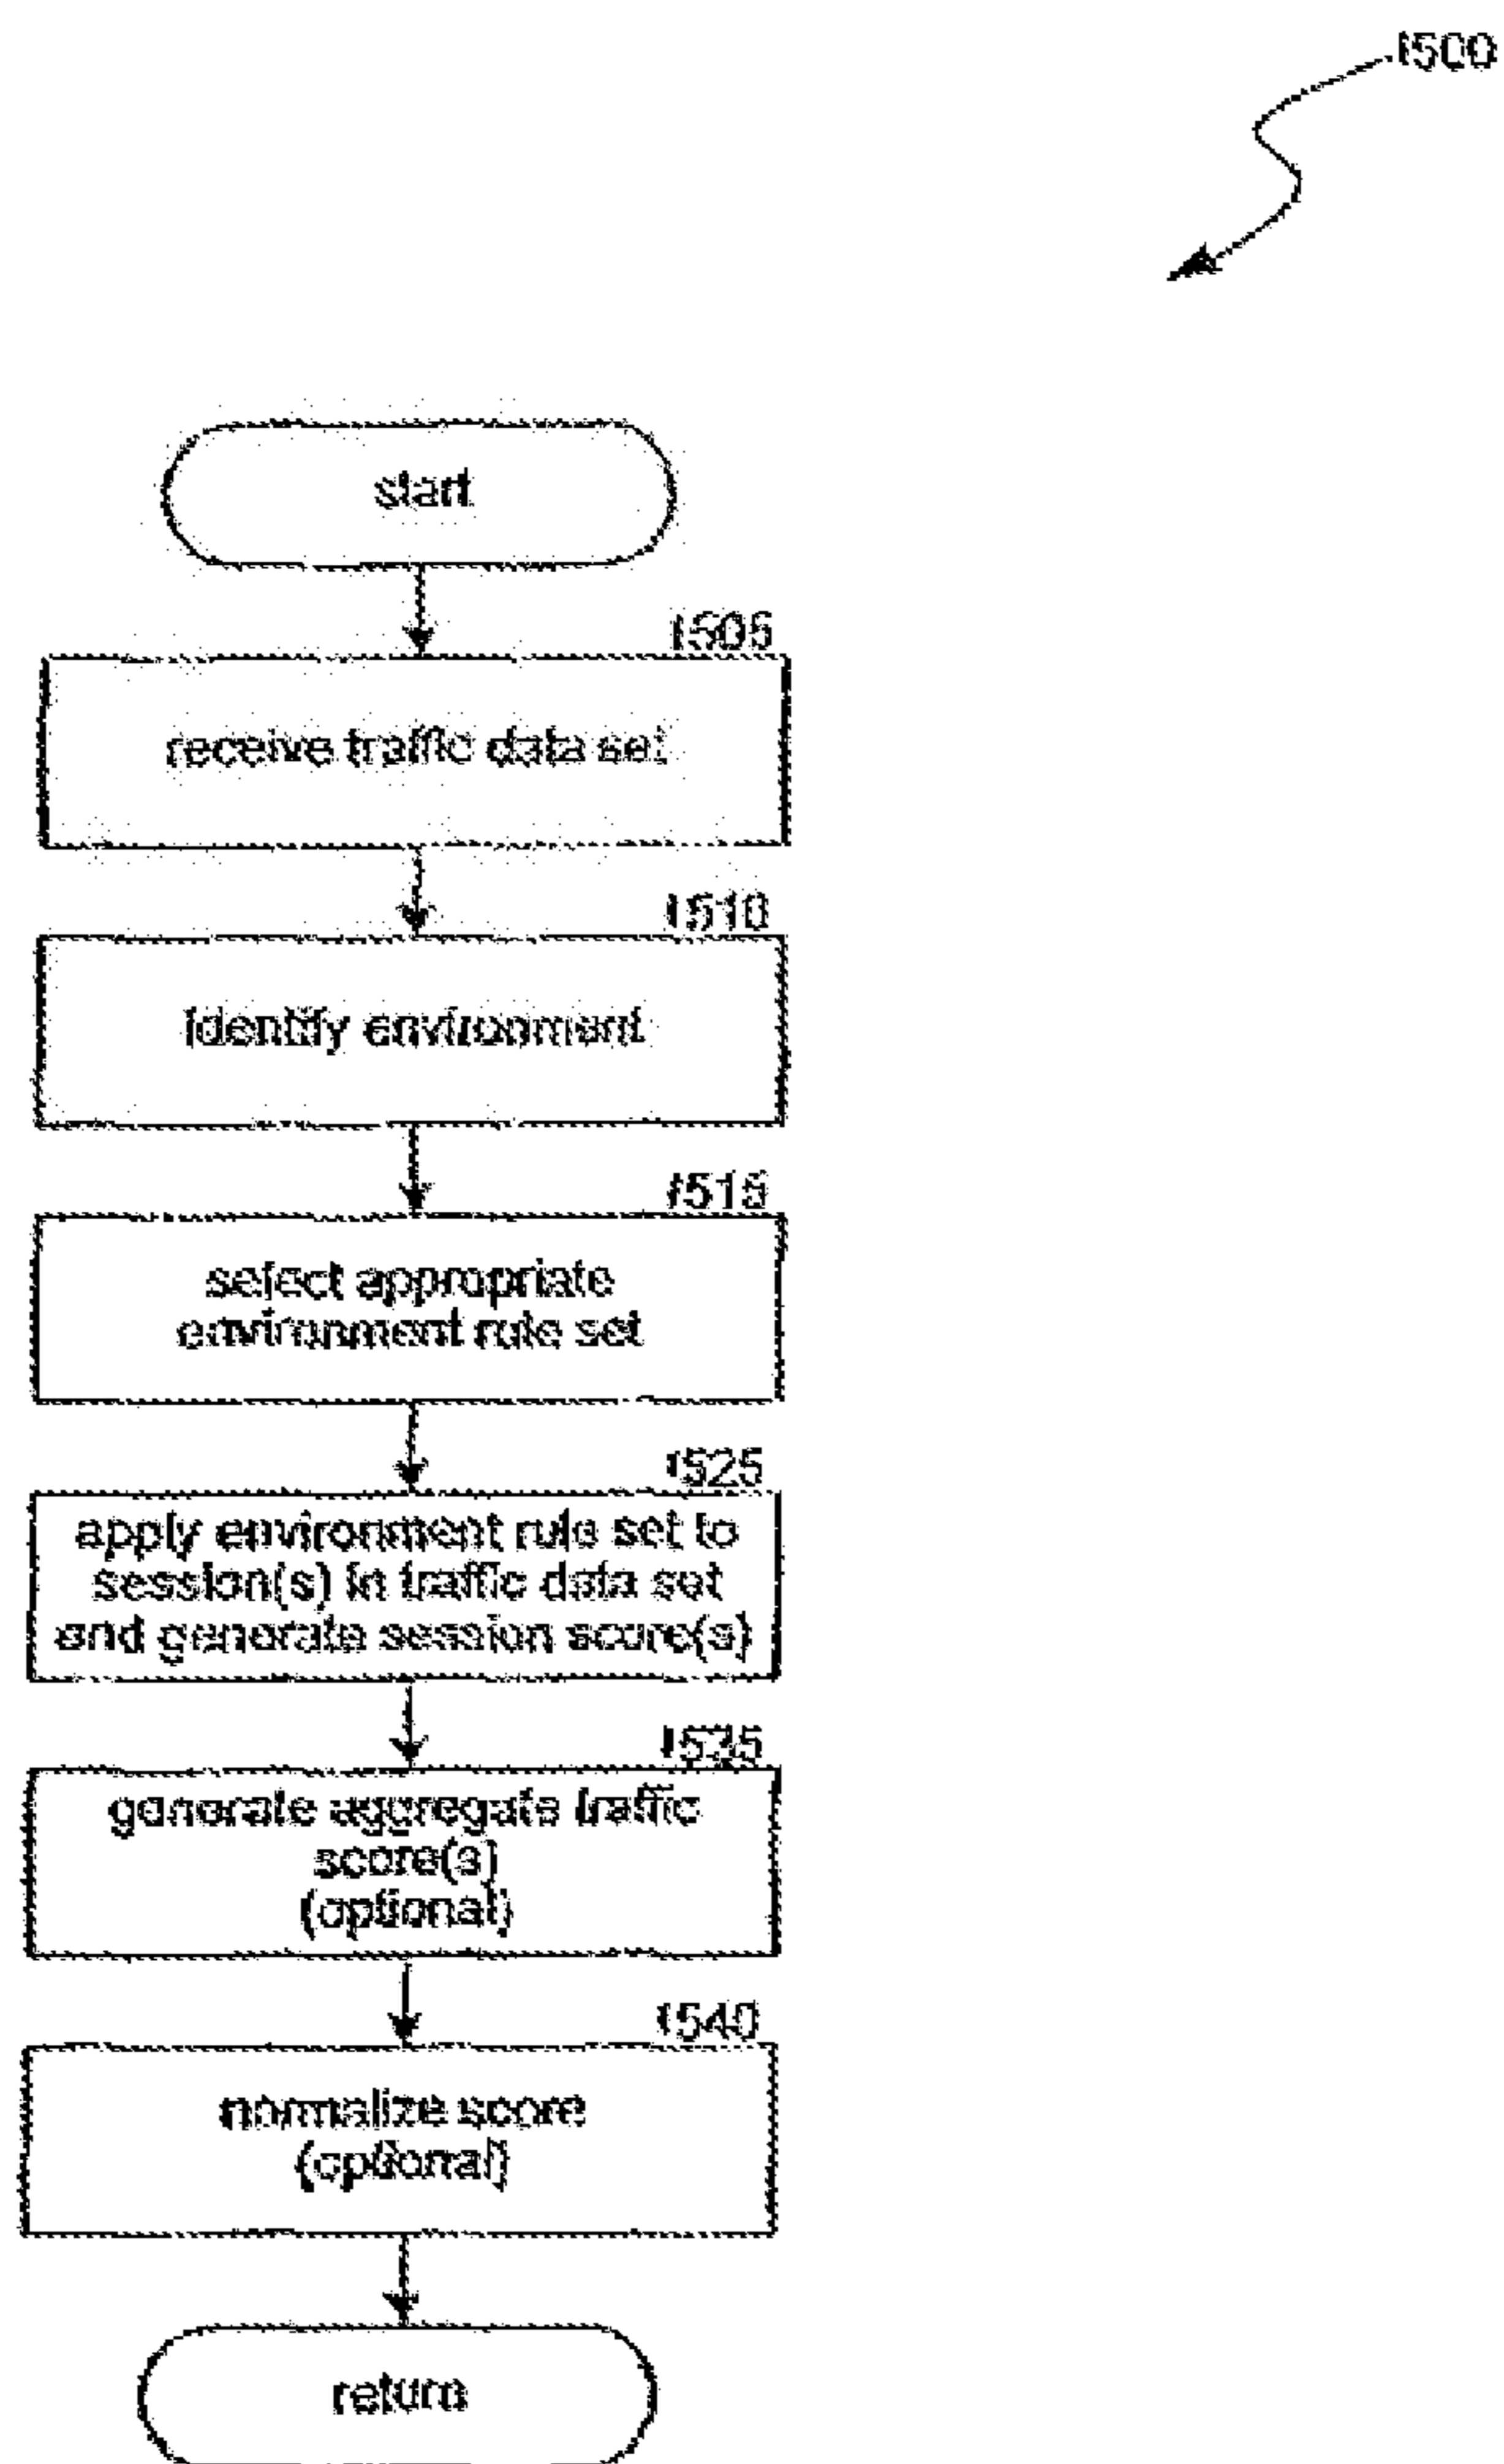 1500
start
1505
receive traffic data set
1510
identify environment
1515
select appropriate
environment rule set
1525
apply environment rule set to
session(s) in traffic data set
and generate session score(s)
1535
generate aggregate traffic
score(s)
(optional)
1540
normalize score
(optional)
return